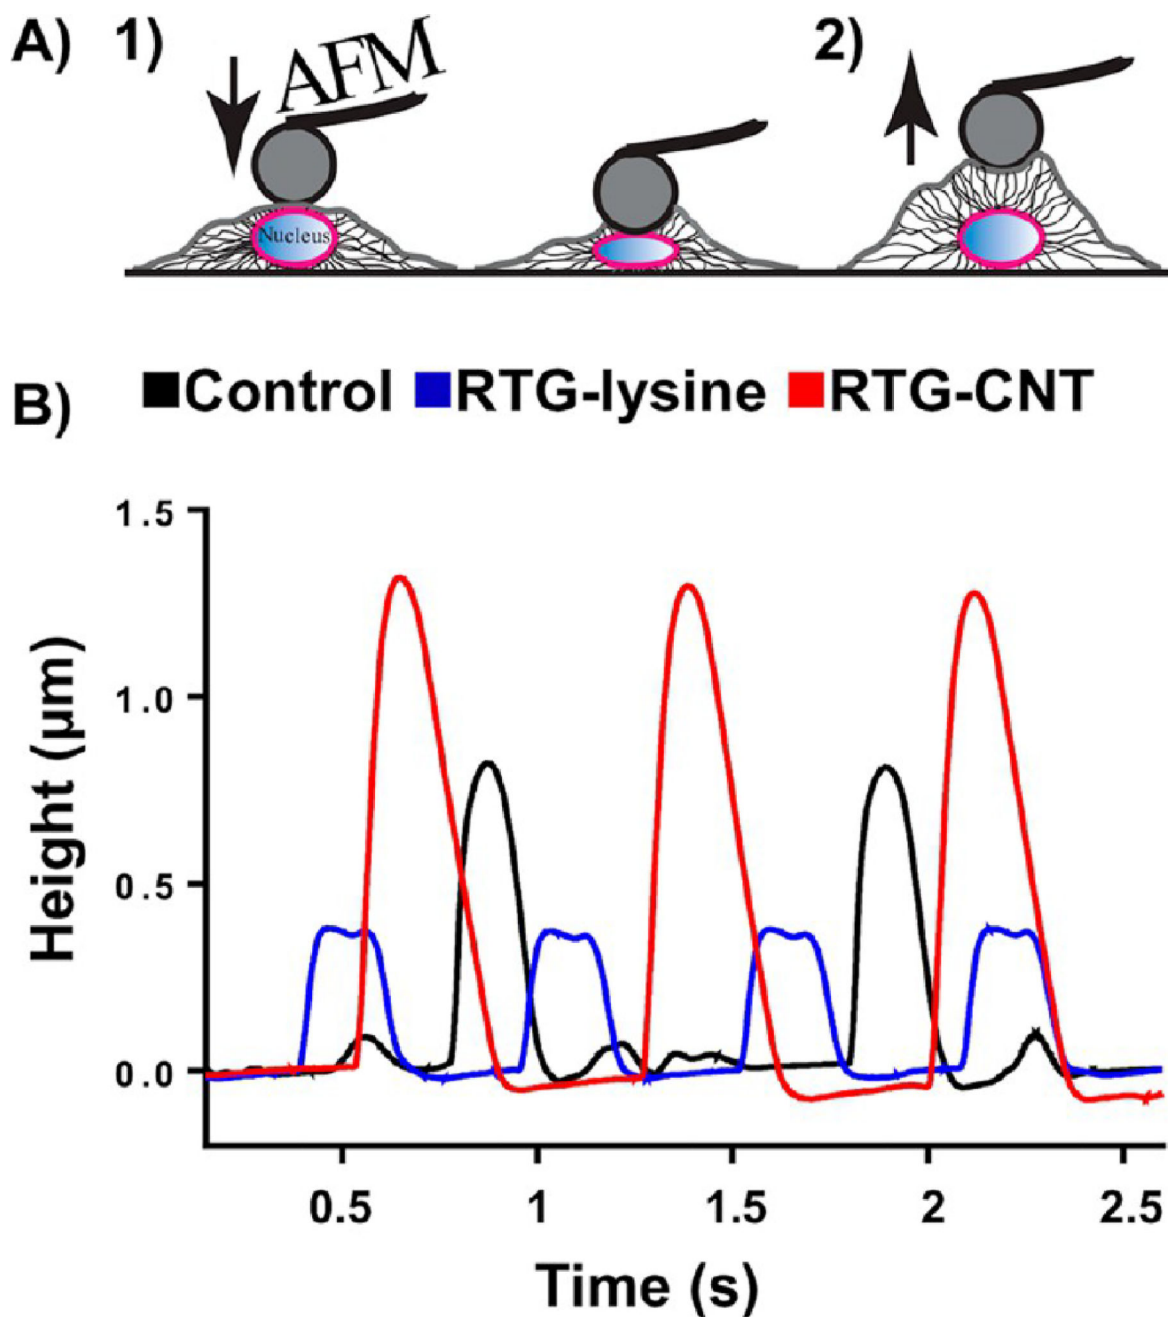 A) 1) 2)
AFM
Nucleus
B) Control RTG-lysine RTG-CNT
1.5
1.0
0.5
0.0
Height (µm)
0.5 1 1.5 2 2.5
Time (s)